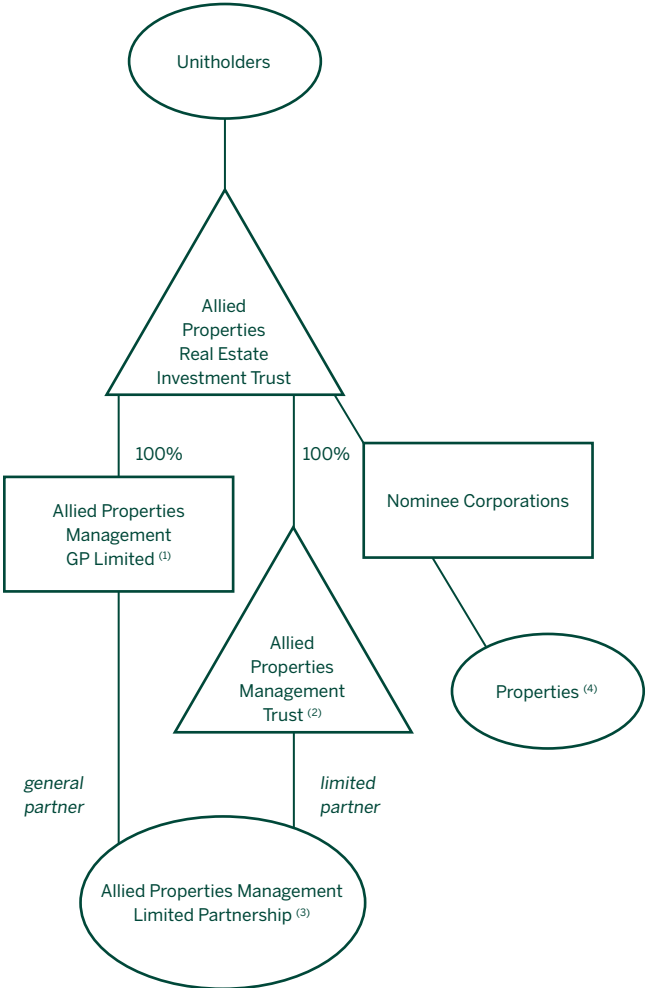 Unitholders
Allied
Properties
Real Estate
Investment Trust
100%
100%
Allied Properties
Management
GP Limited (1)
Nominee Corporations
Allied
Properties
Management
Trust (2)
Properties (4)
general
partner
limited
partner
Allied Properties Management
Limited Partnership (3)